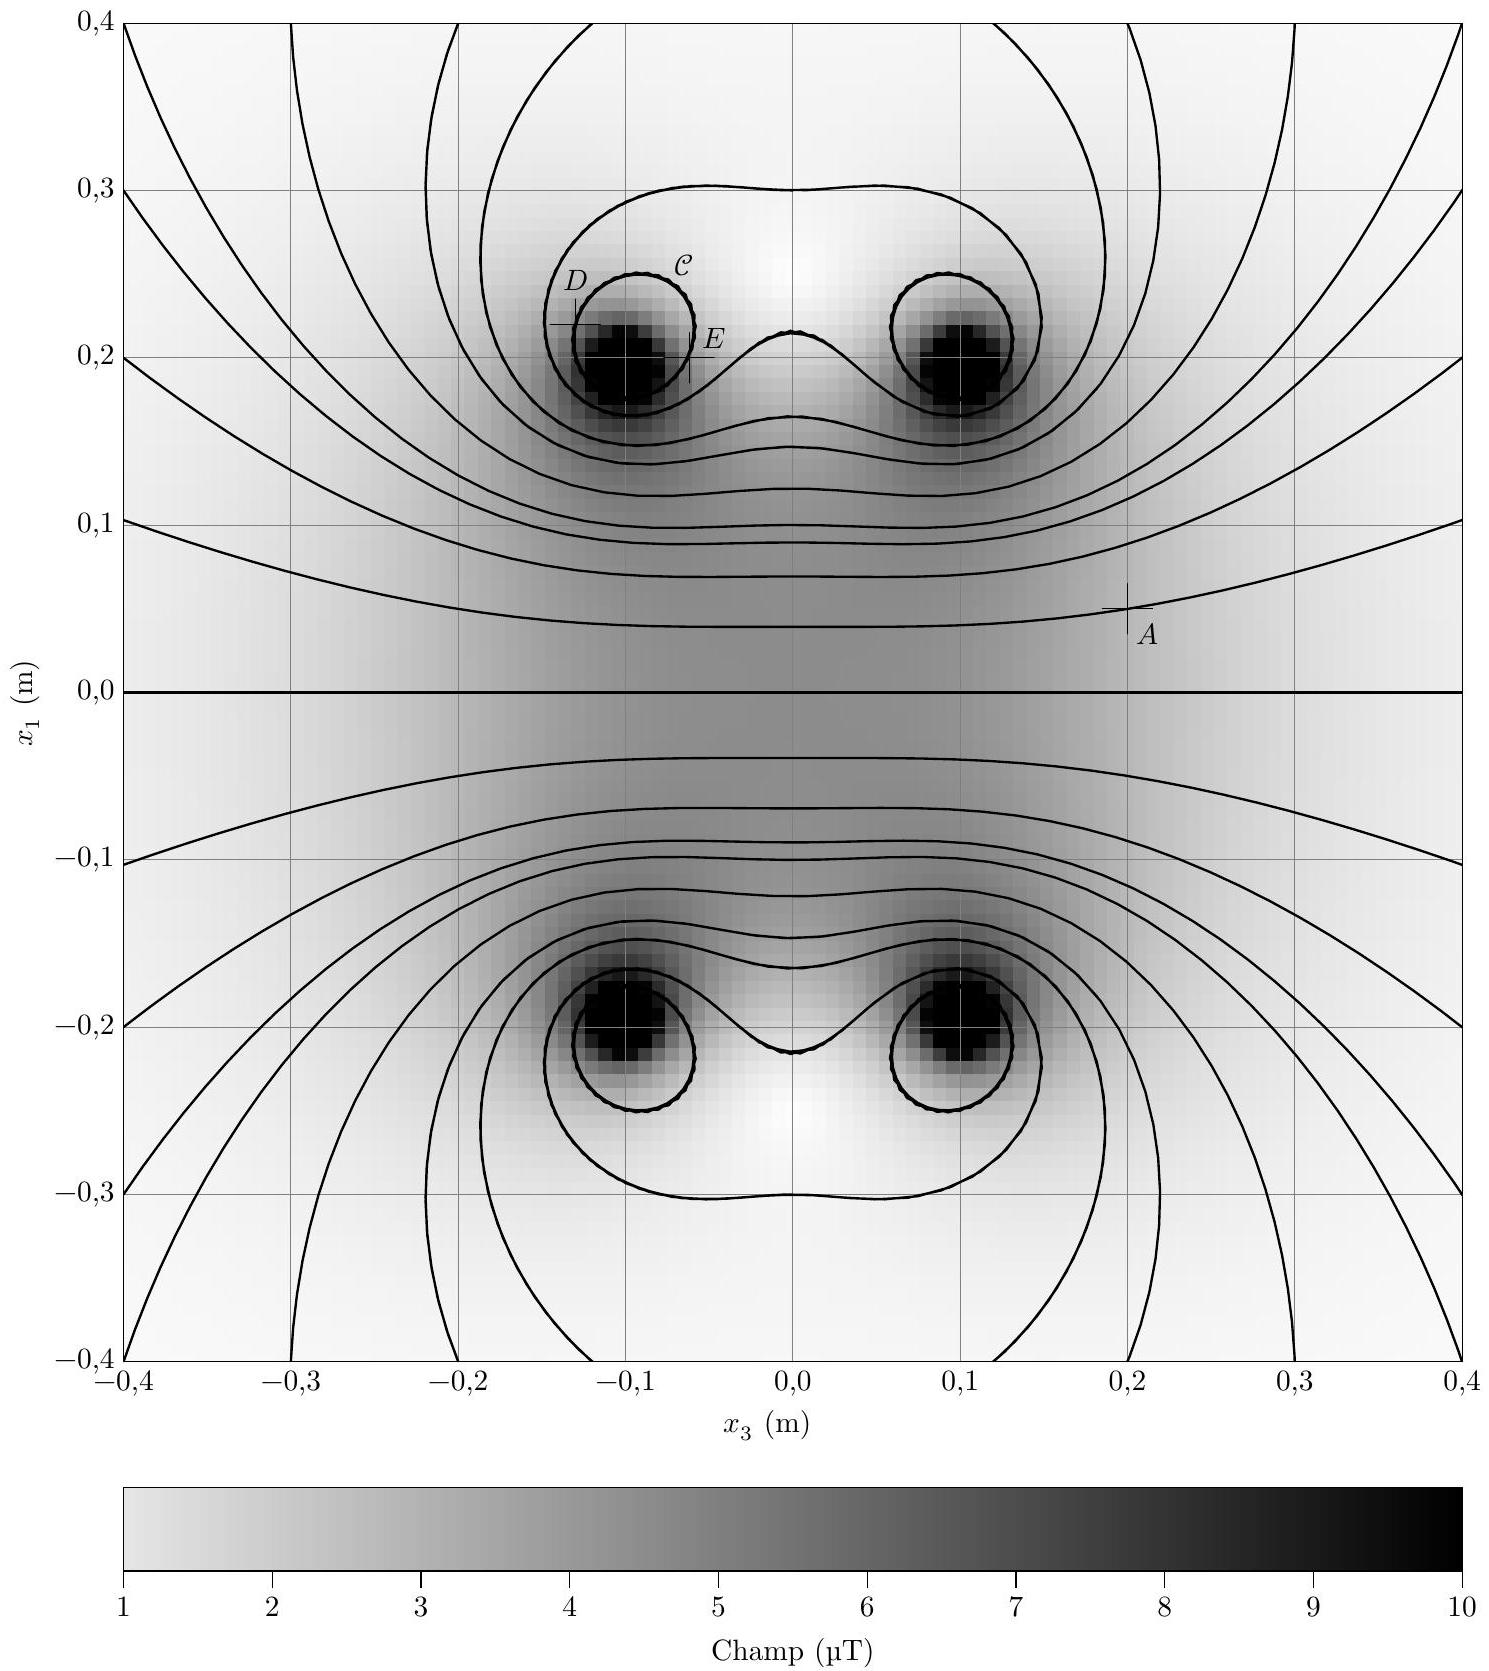 0,4
0,3
0,2
0,1
0,0
−0,1
−0,2
−0,3
−0,4
x₁ (m)
D
𝒞
E
A
−0,4 −0,3 −0,2 −0,1 0,0 0,1 0,2 0,3 0,4
x₃ (m)
1 2 3 4 5 6 7 8 9 10
Champ (µT)